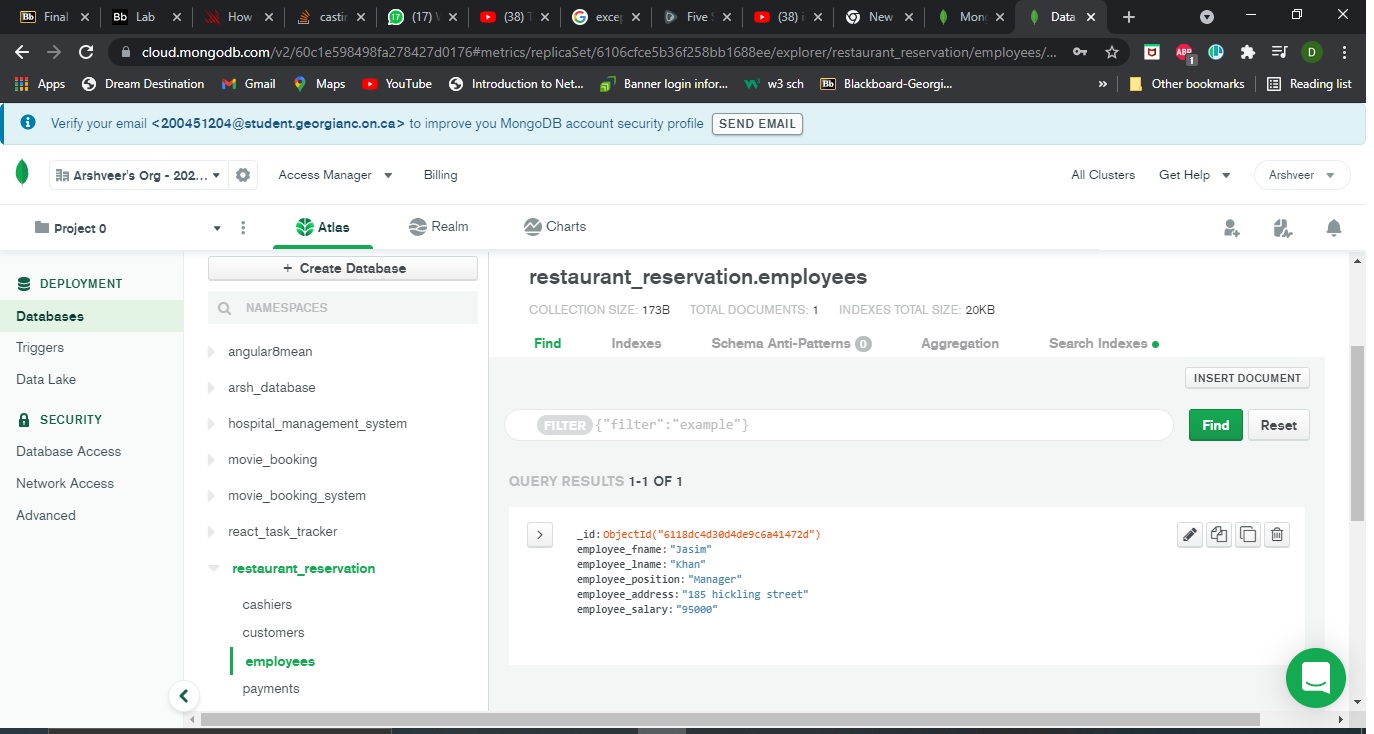 Final
Lab
How
castir
(17)
(38) T
excep
Five S
(38) i
New
Mon
Data
cloud.mongodb.com/v2/60c1e598498fa278427d0176#metrics/replicaSet/6106cfce5b36f258bb1688ee/explorer/restaurant_reservation/employees/...
Apps Dream Destination Gmail Maps YouTube Introduction to Net... Banner login infor... w3 sch Blackboard-Georgi... » Other bookmarks Reading list
Verify your email <200451204@student.georgianc.on.ca> to improve you MongoDB account security profile SEND EMAIL
Arshveer's Org - 202... Access Manager Billing All Clusters Get Help Arshveer
Project 0 Atlas Realm Charts
DEPLOYMENT
Databases
Triggers
Data Lake
SECURITY
Database Access
Network Access
Advanced
+ Create Database
NAMESPACES
angular8mean
arsh_database
hospital_management_system
movie_booking
movie_booking_system
react_task_tracker
restaurant_reservation
cashiers
customers
employees
payments
restaurant_reservation.employees
COLLECTION SIZE: 173B TOTAL DOCUMENTS: 1 INDEXES TOTAL SIZE: 20KB
Find Indexes Schema Anti-Patterns 0 Aggregation Search Indexes
INSERT DOCUMENT
FILTER {"filter":"example"} Find Reset
QUERY RESULTS 1-1 OF 1
_id: ObjectId("6118dc4d30d4de9c6a41472d")
employee_fname: "Jasim"
employee_lname: "Khan"
employee_position: "Manager"
employee_address: "185 hickling street"
employee_salary: "95000"